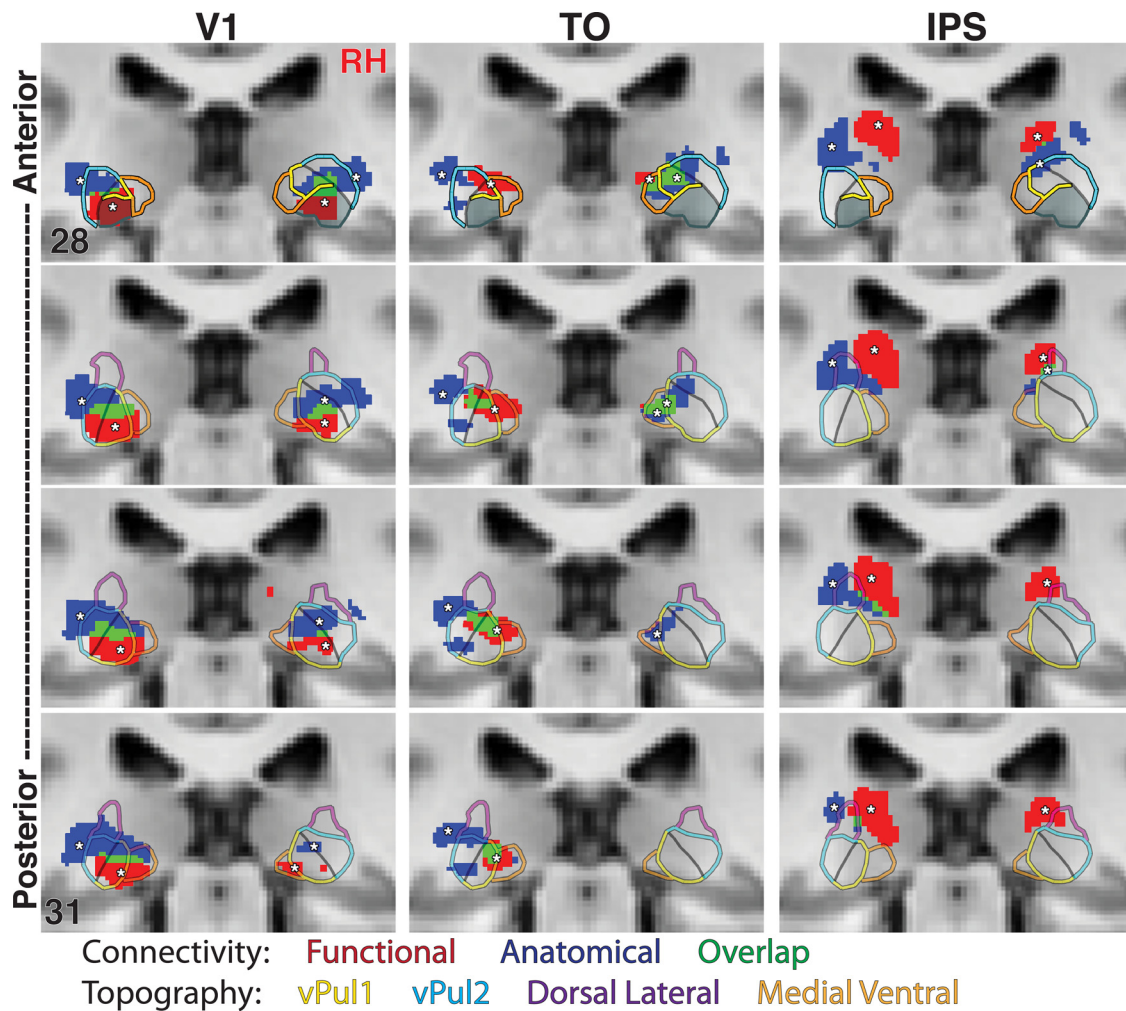 V1 TO IPS
RH
Anterior
28
Posterior
31
Connectivity: Functional Anatomical Overlap
Topography: vPul1 vPul2 Dorsal Lateral Medial Ventral